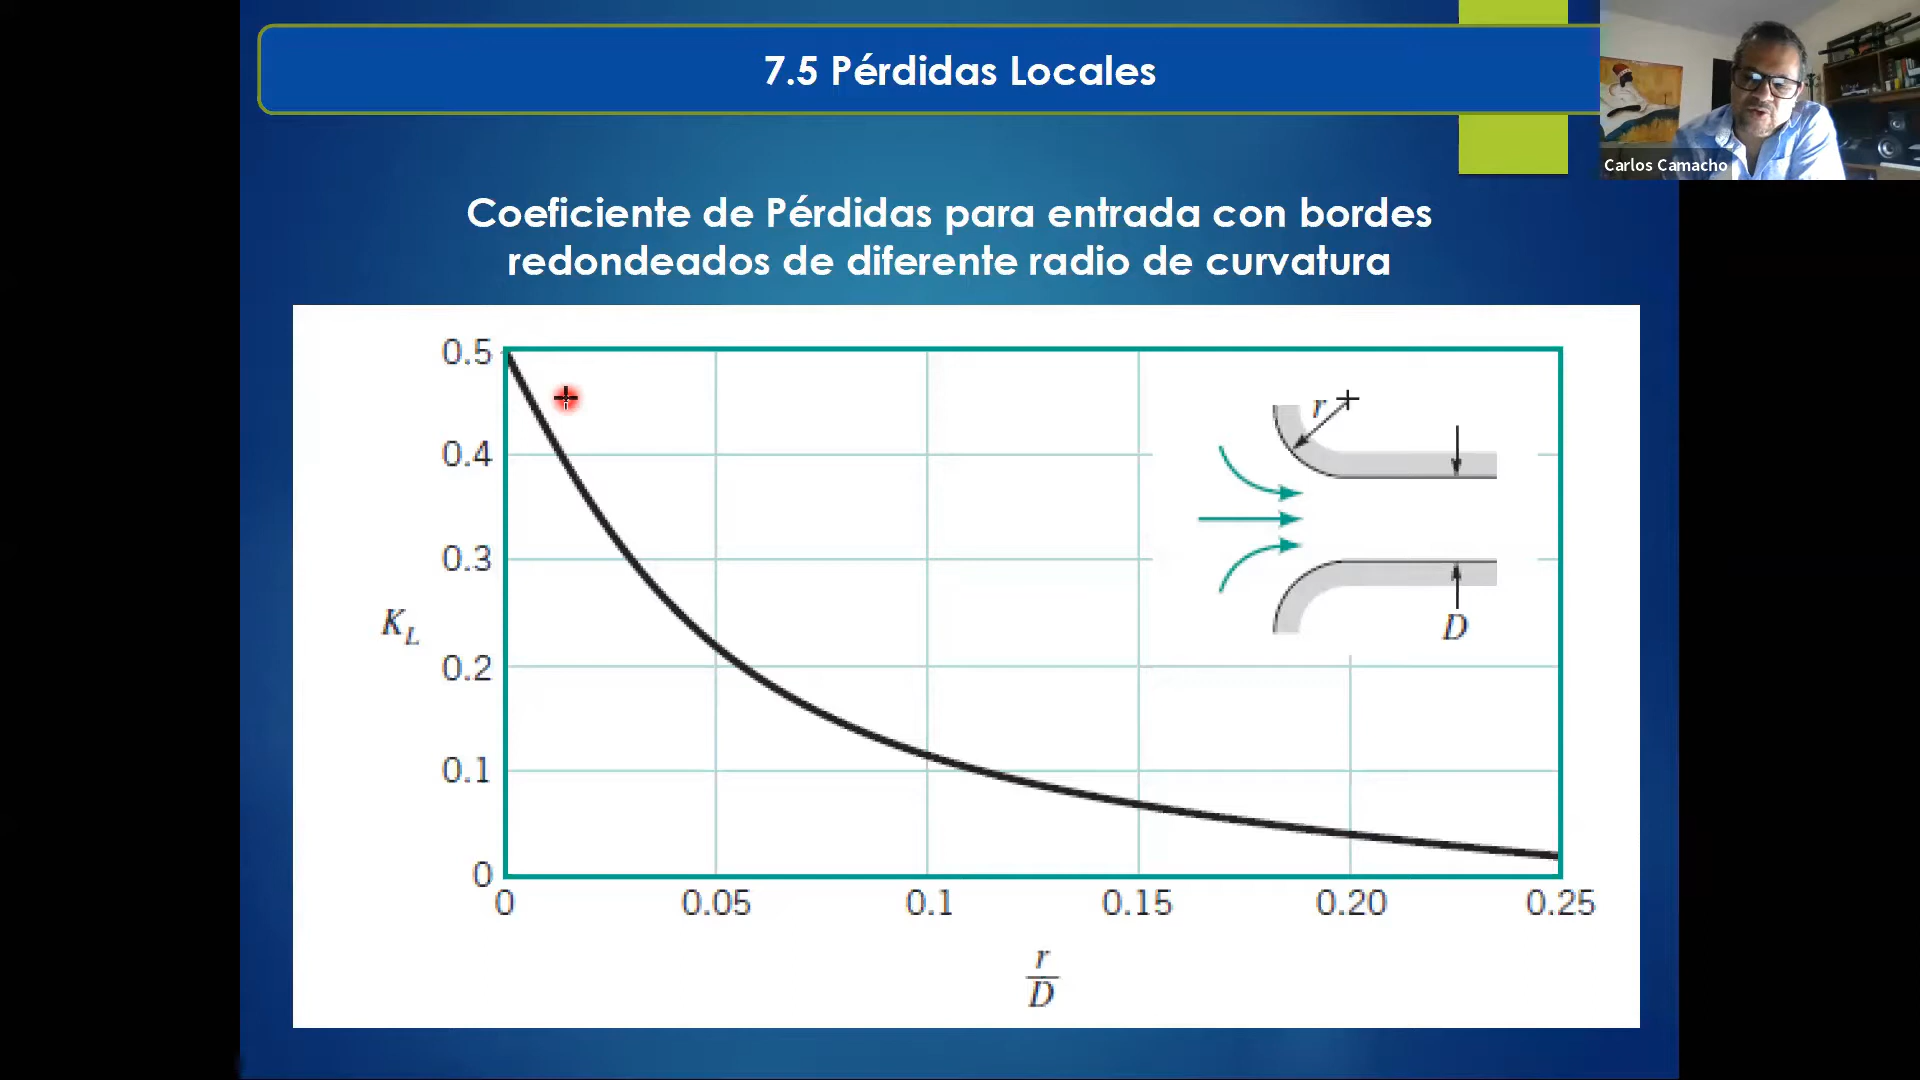 7.5 Pérdidas Locales
Carlos Camacho
Coeficiente de Pérdidas para entrada con bordes
redondeados de diferente radio de curvatura
0.5
0.4
0.3
0.2
0.1
0
K_L
r
D
0
0.05
0.1
0.15
0.20
0.25
r
D